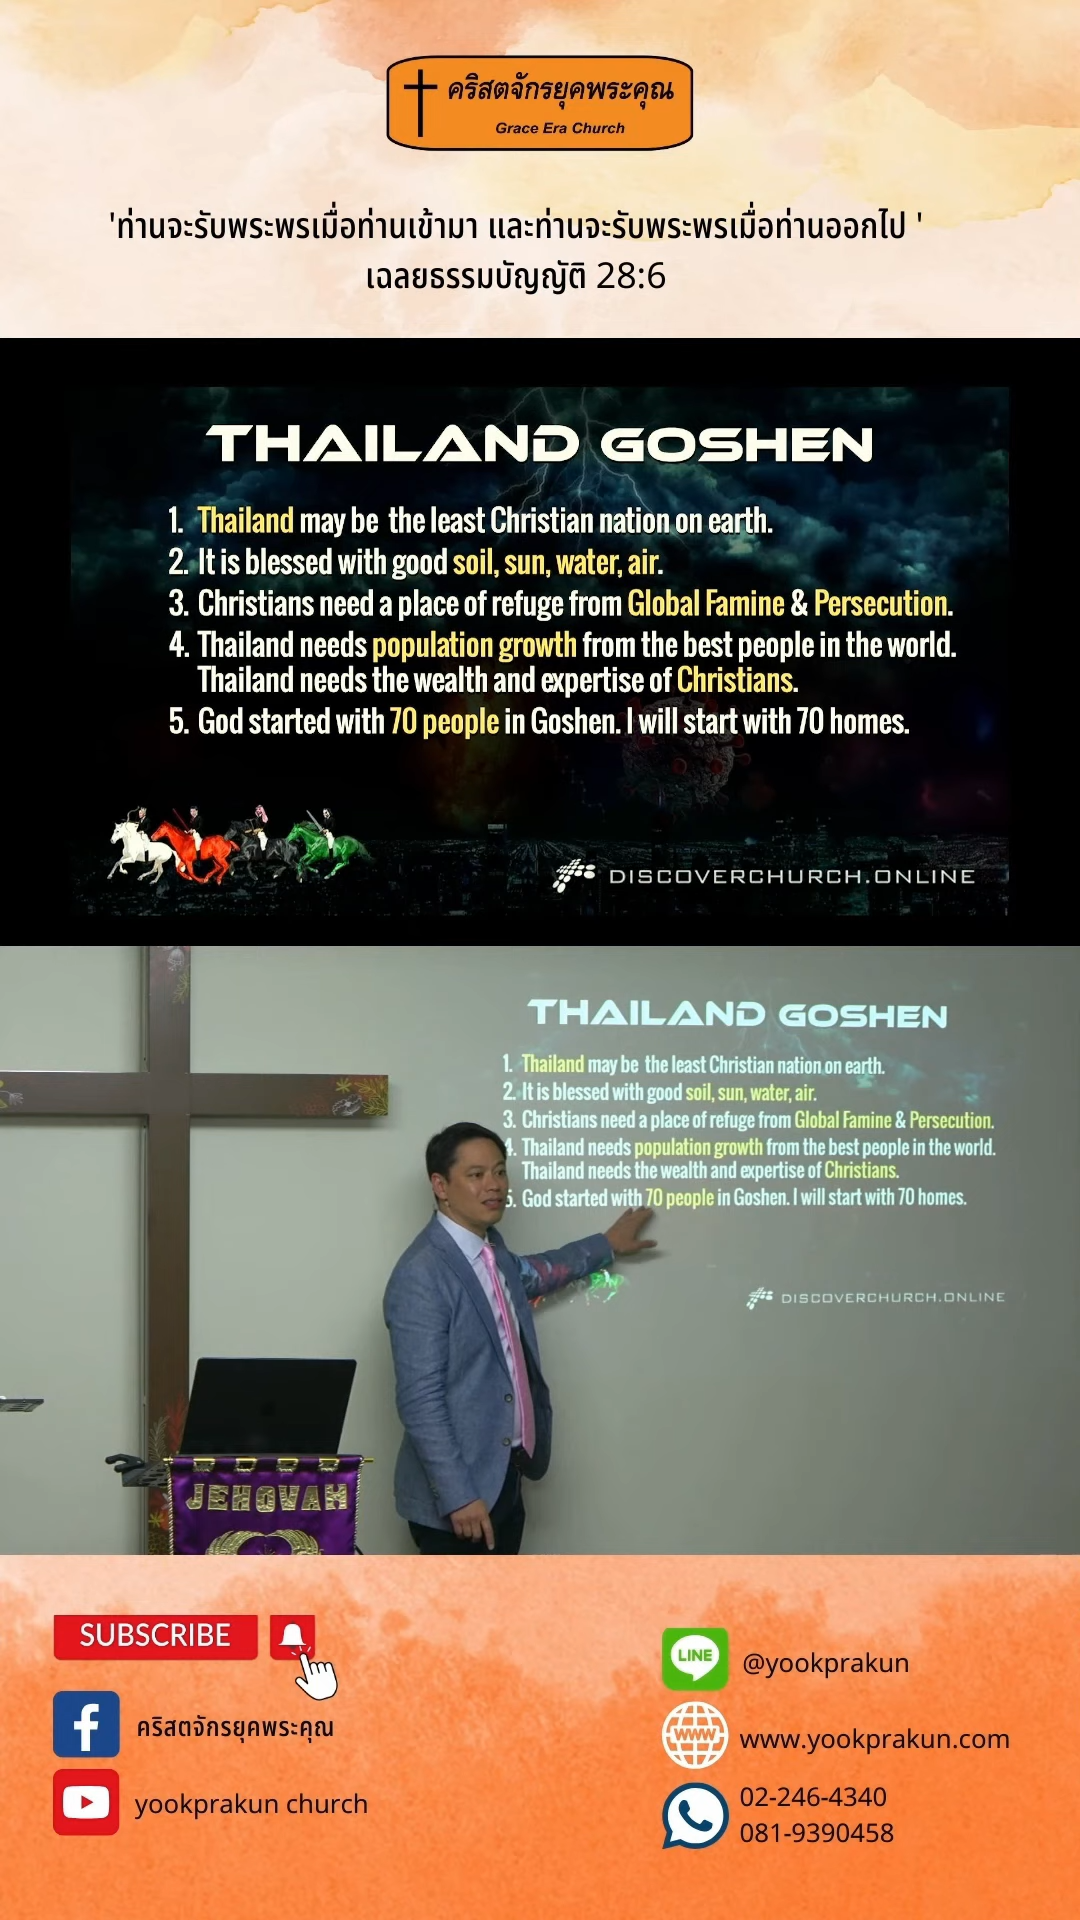 คริสตจักรยุคพระคุณ
Grace Era Church
'ท่านจะรับพระพรเมื่อท่านเข้ามา และท่านจะรับพระพรเมื่อท่านออกไป '
เฉลยธรรมบัญญัติ 28:6
THAILAND GOSHEN
1. Thailand may be the least Christian nation on earth.
2. It is blessed with good soil, sun, water, air.
3. Christians need a place of refuge from Global Famine & Persecution.
4. Thailand needs population growth from the best people in the world.
Thailand needs the wealth and expertise of Christians.
5. God started with 70 people in Goshen. I will start with 70 homes.
DISCOVERCHURCH.ONLINE
THAILAND GOSHEN
1. Thailand may be the least Christian nation on earth.
2. It is blessed with good soil, sun, water, air.
3. Christians need a place of refuge from Global Famine & Persecution.
4. Thailand needs population growth from the best people in the world.
Thailand needs the wealth and expertise of Christians.
5. God started with 70 people in Goshen. I will start with 70 homes.
DISCOVERCHURCH.ONLINE
JEHOVAH
SUBSCRIBE
คริสตจักรยุคพระคุณ
yookprakun church
LINE
@yookprakun
WWW
www.yookprakun.com
02-246-4340
081-9390458